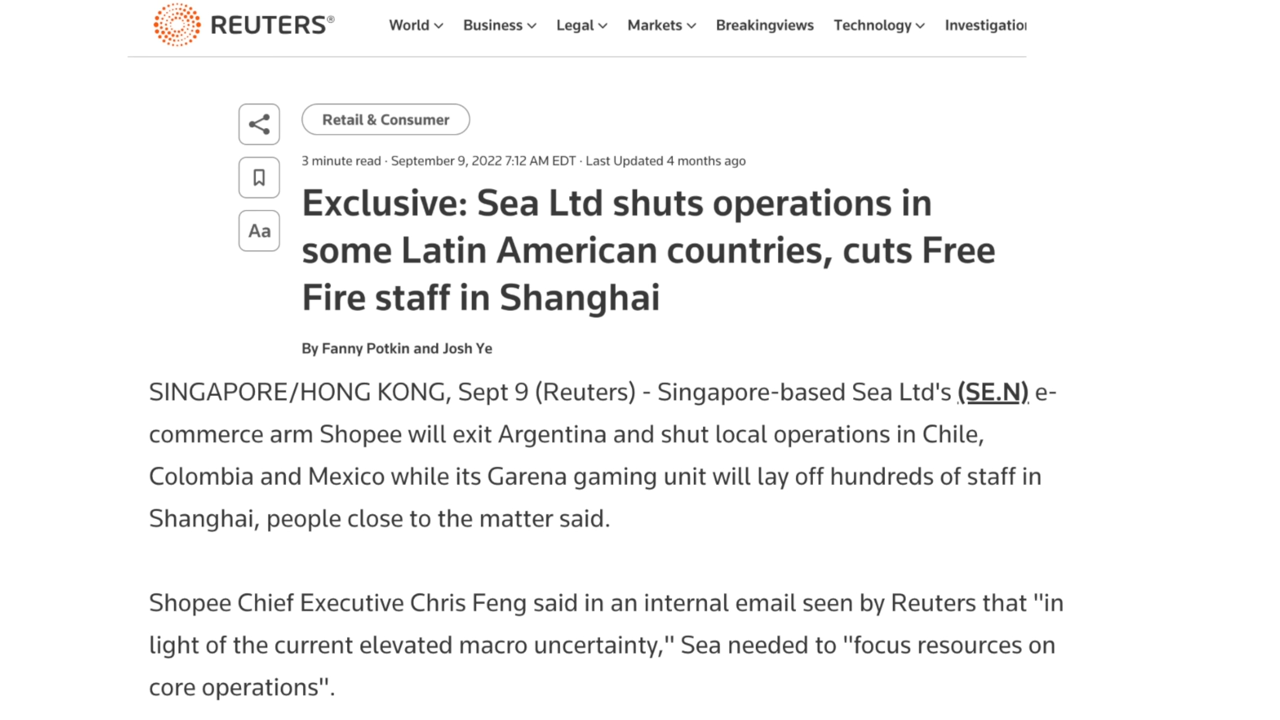 REUTERS®
World Business Legal Markets Breakingviews Technology Investigation
Retail & Consumer
3 minute read · September 9, 2022 7:12 AM EDT · Last Updated 4 months ago
Aa
Exclusive: Sea Ltd shuts operations in
some Latin American countries, cuts Free
Fire staff in Shanghai
By Fanny Potkin and Josh Ye
SINGAPORE/HONG KONG, Sept 9 (Reuters) - Singapore-based Sea Ltd's (SE.N) e-
commerce arm Shopee will exit Argentina and shut local operations in Chile,
Colombia and Mexico while its Garena gaming unit will lay off hundreds of staff in
Shanghai, people close to the matter said.
Shopee Chief Executive Chris Feng said in an internal email seen by Reuters that "in
light of the current elevated macro uncertainty," Sea needed to "focus resources on
core operations".